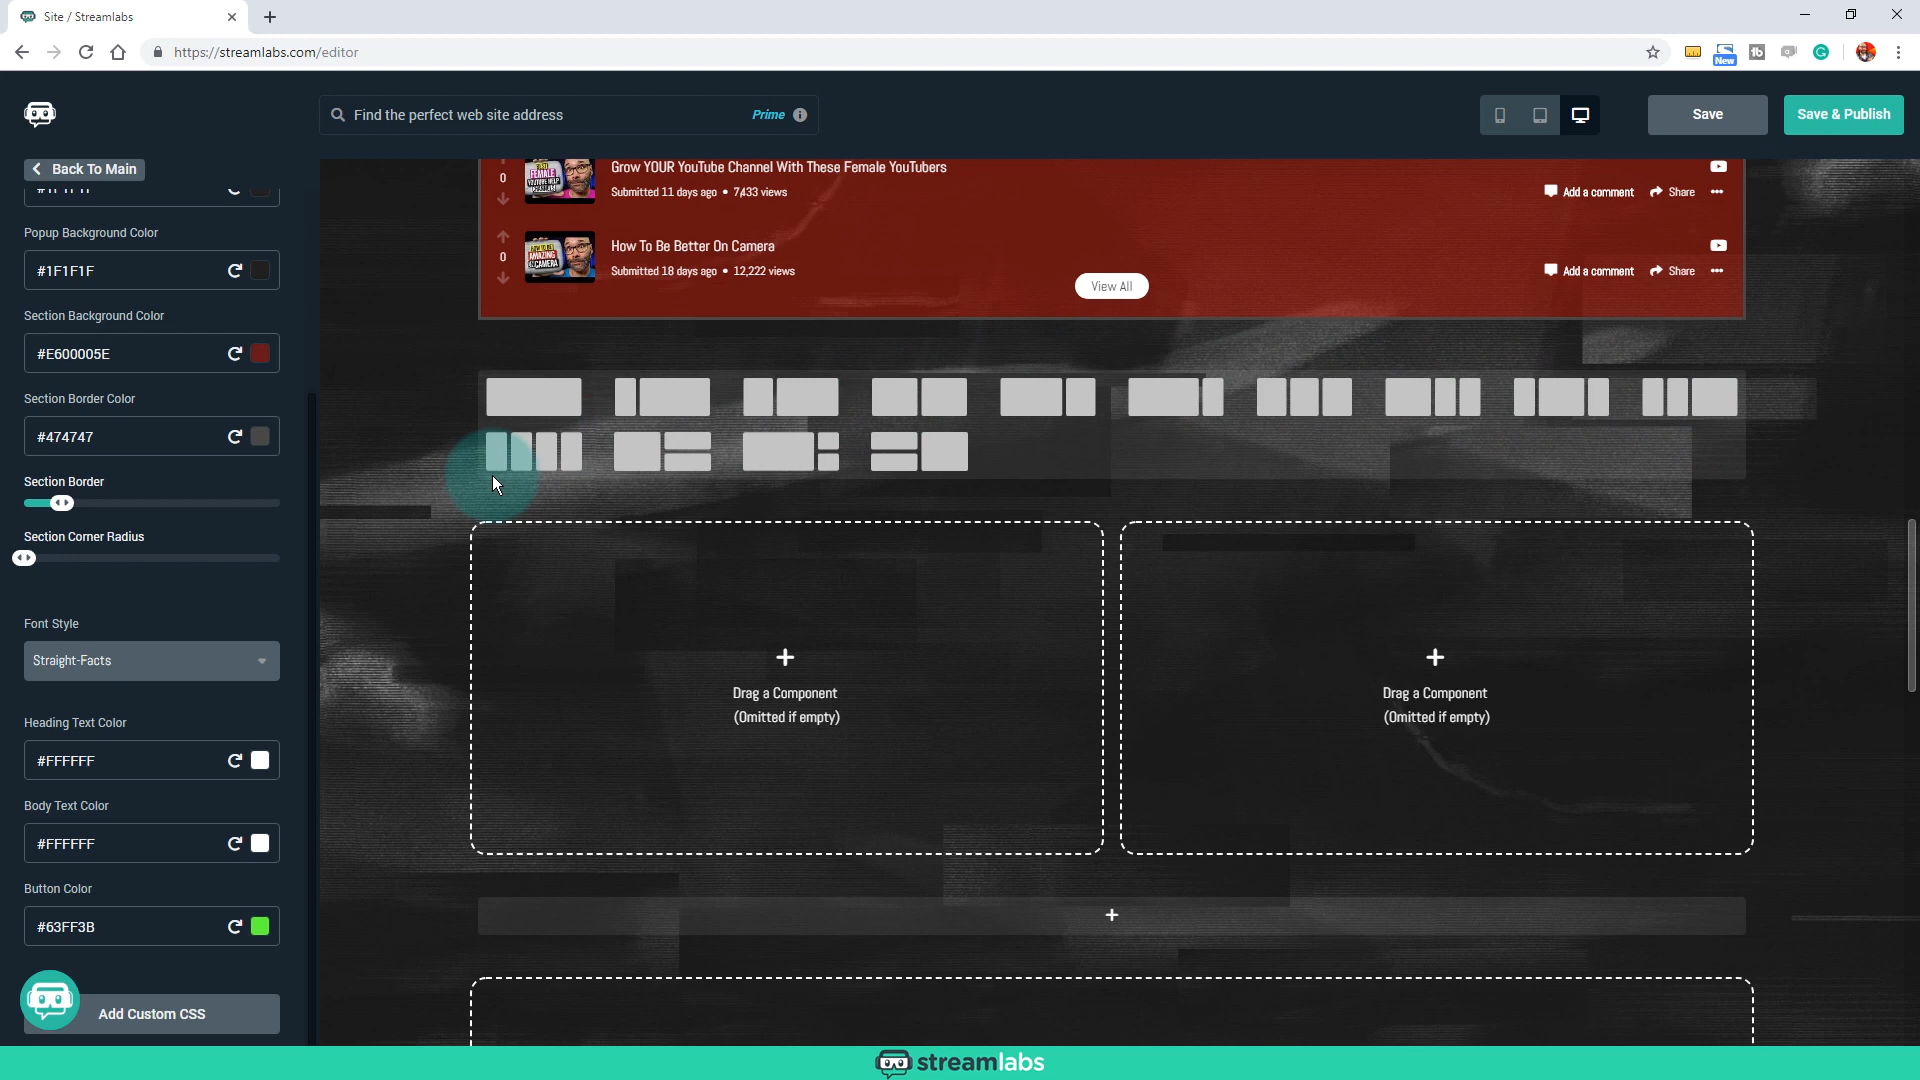 Site / Streamlabs
https://streamlabs.com/editor
New
Find the perfect web site address
Prime
Save
Save & Publish
Back To Main
Popup Background Color
#1F1F1F
Section Background Color
#E600005E
Section Border Color
#474747
Section Border
Section Corner Radius
Font Style
Straight-Facts
Heading Text Color
#FFFFFF
Body Text Color
#FFFFFF
Button Color
#63FF3B
Add Custom CSS
0
Grow YOUR YouTube Channel With These Female YouTubers
Submitted 11 days ago • 7,433 views
Add a comment Share
0
How To Be Better On Camera
Submitted 18 days ago • 12,222 views
Add a comment Share
View All
Drag a Component
(Omitted if empty)
Drag a Component
(Omitted if empty)
streamlabs